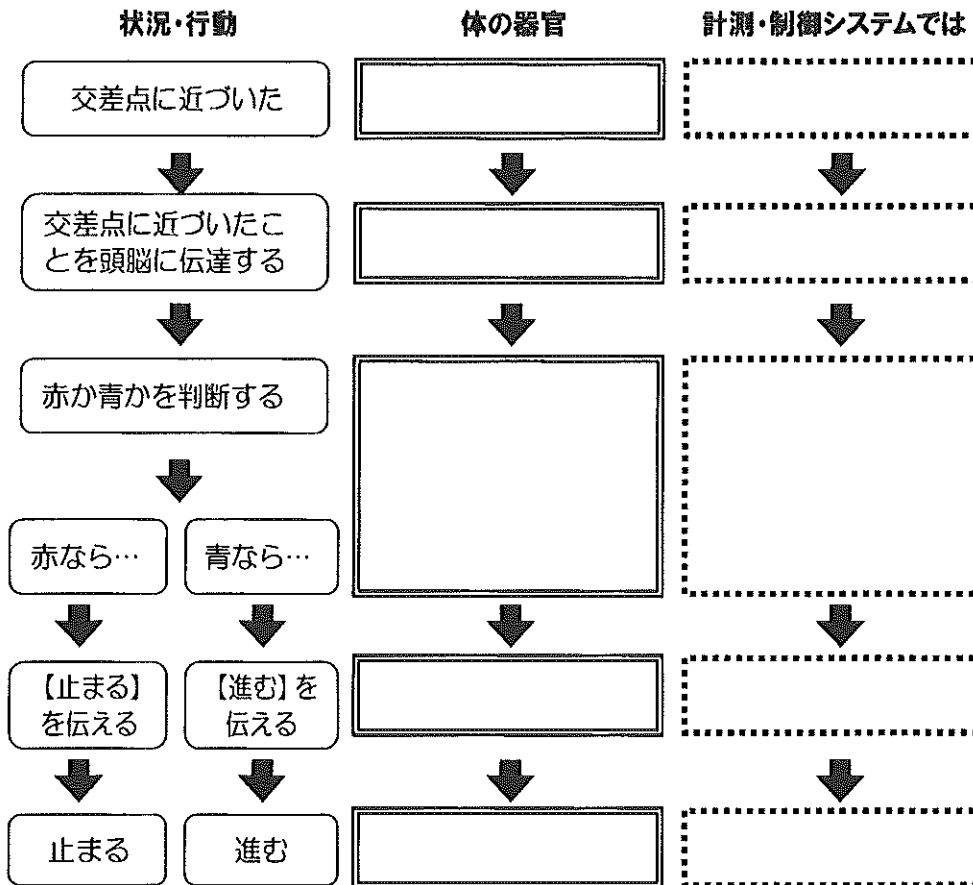 状況・行動
体の器官
計測・制御システムでは
交差点に近づいた
交差点に近づいたこ
とを頭脳に伝達する
赤か青かを判断する
赤なら…
青なら…
【止まる】
を伝える
【進む】を
伝える
止まる
進む